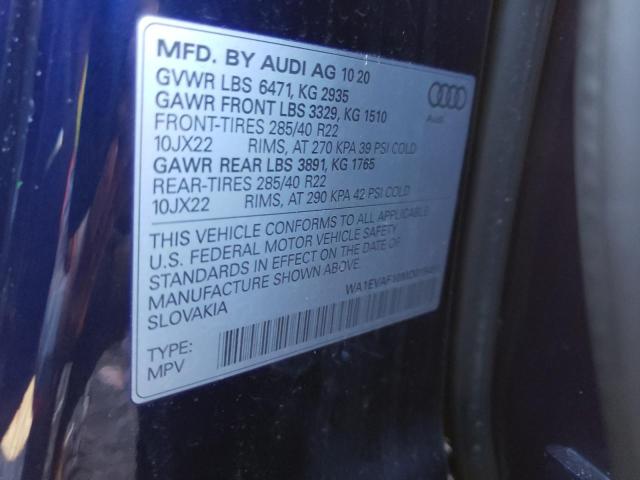 MFD. BY AUDI AG 10 20
GVWR LBS 6471, KG 2935
GAWR FRONT LBS 3329, KG 1510
FRONT-TIRES 285/40 R22
10JX22 RIMS, AT 270 KPA 39 PSI COLD
GAWR REAR LBS 3891, KG 1765
REAR-TIRES 285/40 R22
10JX22 RIMS, AT 290 KPA 42 PSI COLD
Audi
THIS VEHICLE CONFORMS TO ALL APPLICABLE
U.S. FEDERAL MOTOR VEHICLE SAFETY
STANDARDS IN EFFECT ON THE DATE OF
MANUFACTURE SHOWN ABOVE.
SLOVAKIA
TYPE:
MPV